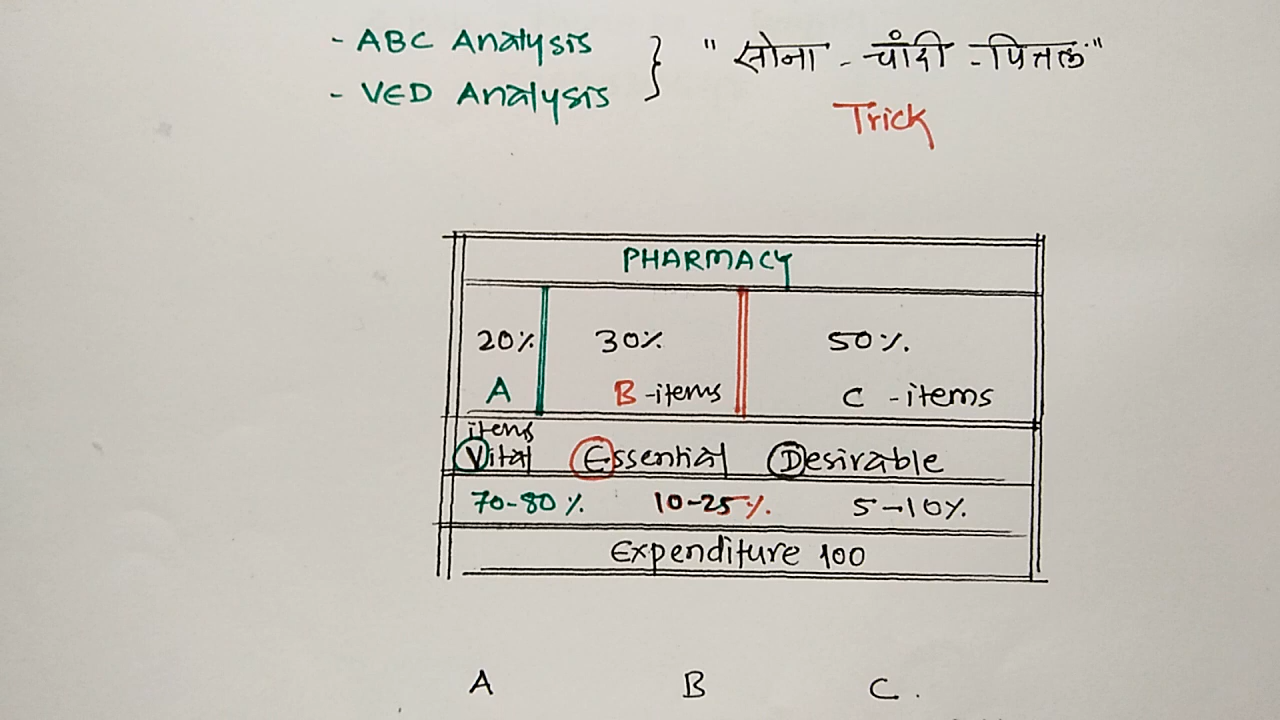 - ABC Analysis
- VED Analysis
" सोना - चांदी - पितल "
Trick
PHARMACY
20% 30% 50%.
A B -items C -items
items
Vital Essential Desirable
70-80% 10-25%. 5-10%.
Expenditure 100
A B C.